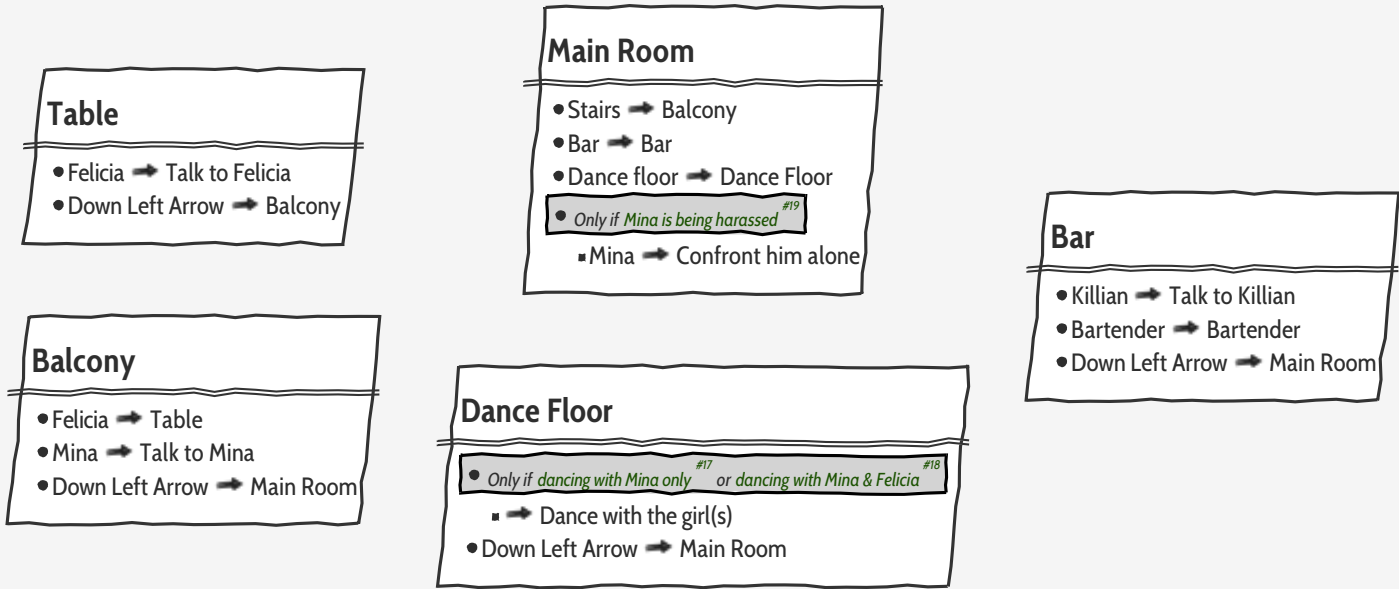 Table
Felicia ➡ Talk to Felicia
Down Left Arrow ➡ Balcony
Main Room
Stairs ➡ Balcony
Bar ➡ Bar
Dance floor ➡ Dance Floor
Only if Mina is being harassed #19
Mina ➡ Confront him alone
Bar
Killian ➡ Talk to Killian
Bartender ➡ Bartender
Down Left Arrow ➡ Main Room
Balcony
Felicia ➡ Table
Mina ➡ Talk to Mina
Down Left Arrow ➡ Main Room
Dance Floor
Only if dancing with Mina only #17 or dancing with Mina & Felicia #18
➡ Dance with the girl(s)
Down Left Arrow ➡ Main Room